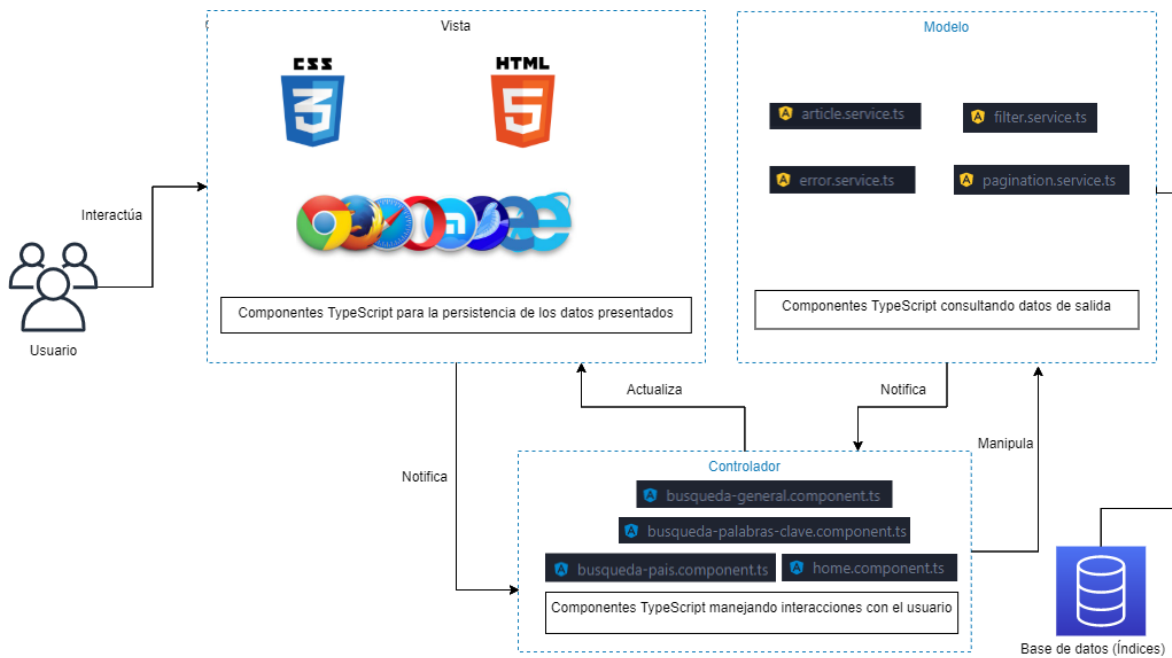 Vista
CSS
3
HTML
5
Componentes TypeScript para la persistencia de los datos presentados
Modelo
article.service.ts
filter.service.ts
error.service.ts
pagination.service.ts
Componentes TypeScript consultando datos de salida
Interactúa
Usuario
Actualiza
Notifica
Manipula
Notifica
Controlador
busqueda-general.component.ts
busqueda-palabras-clave.component.ts
busqueda-pais.component.ts
home.component.ts
Componentes TypeScript manejando interacciones con el usuario
Base de datos (Índices)